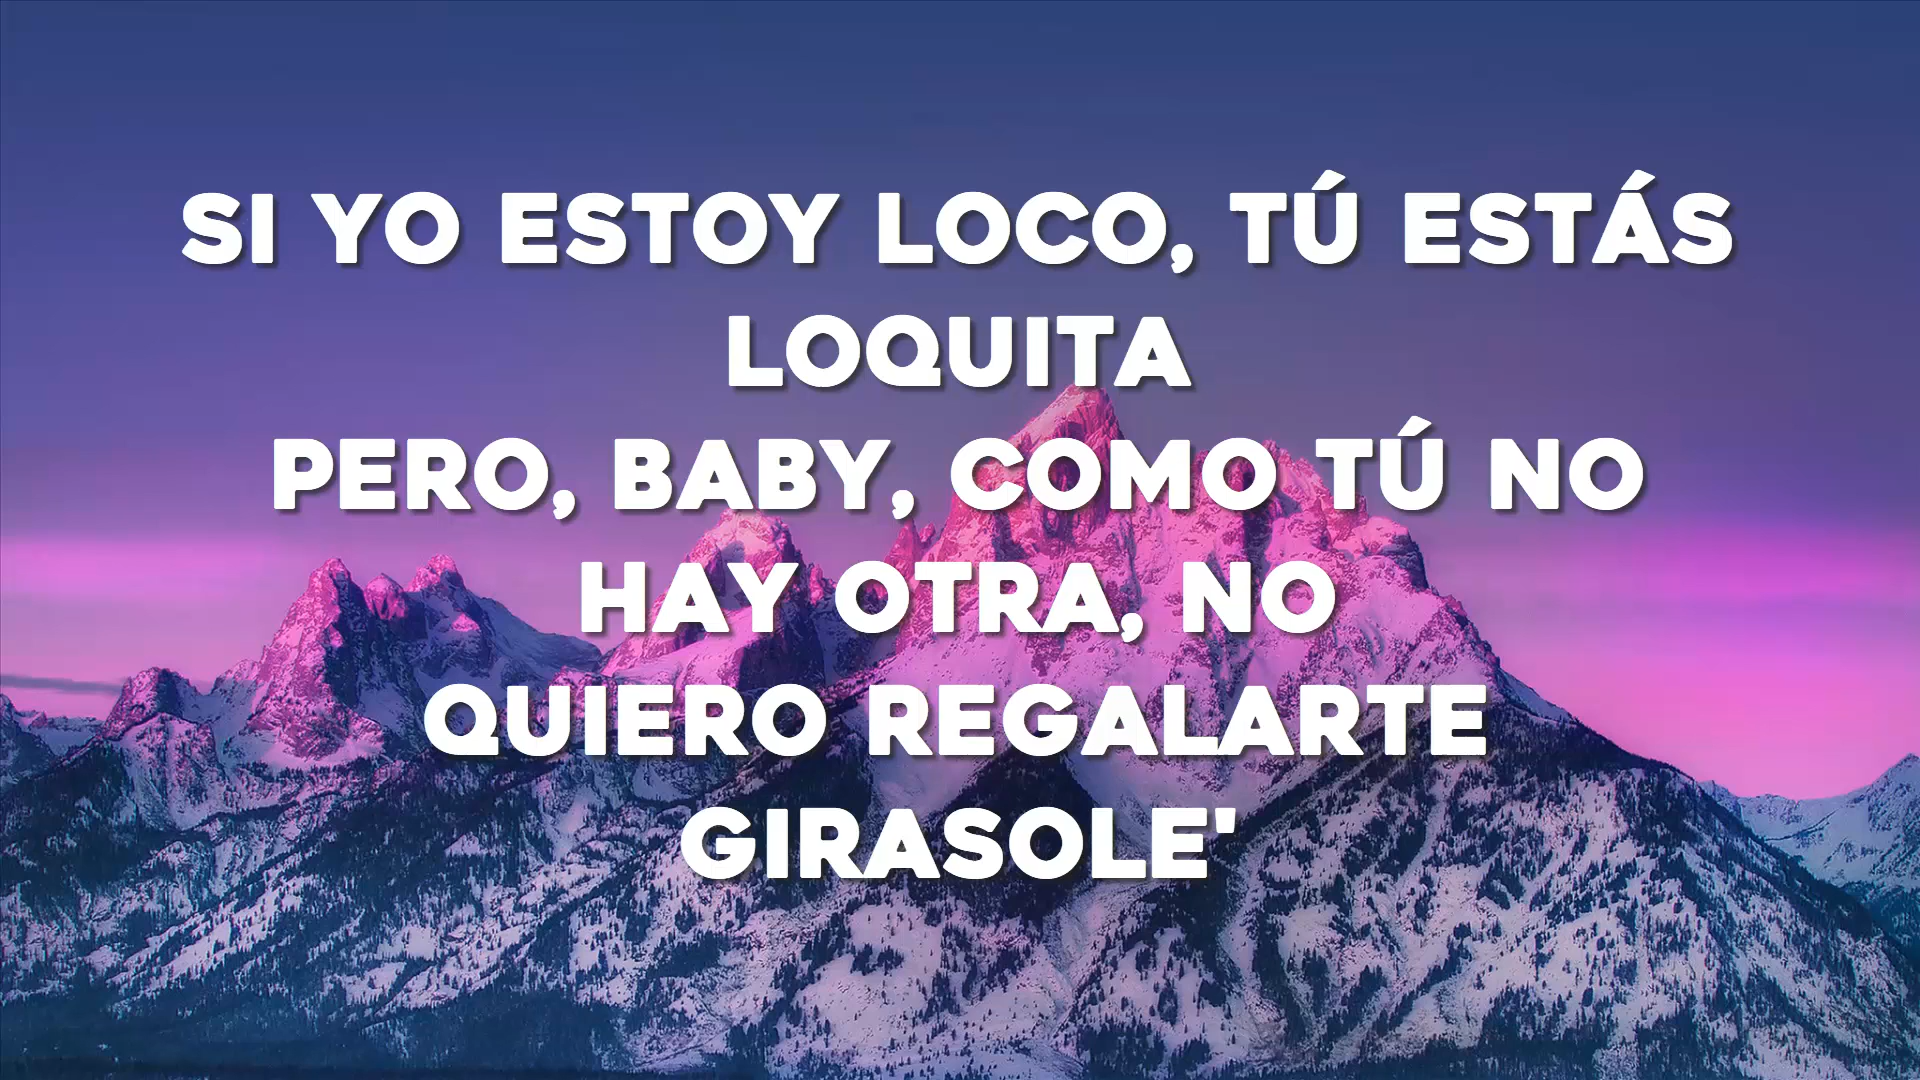 SI YO ESTOY LOCO, TÚ ESTÁS
LOQUITA
PERO, BABY, COMO TÚ NO
HAY OTRA, NO
QUIERO REGALARTE
GIRASOLE'